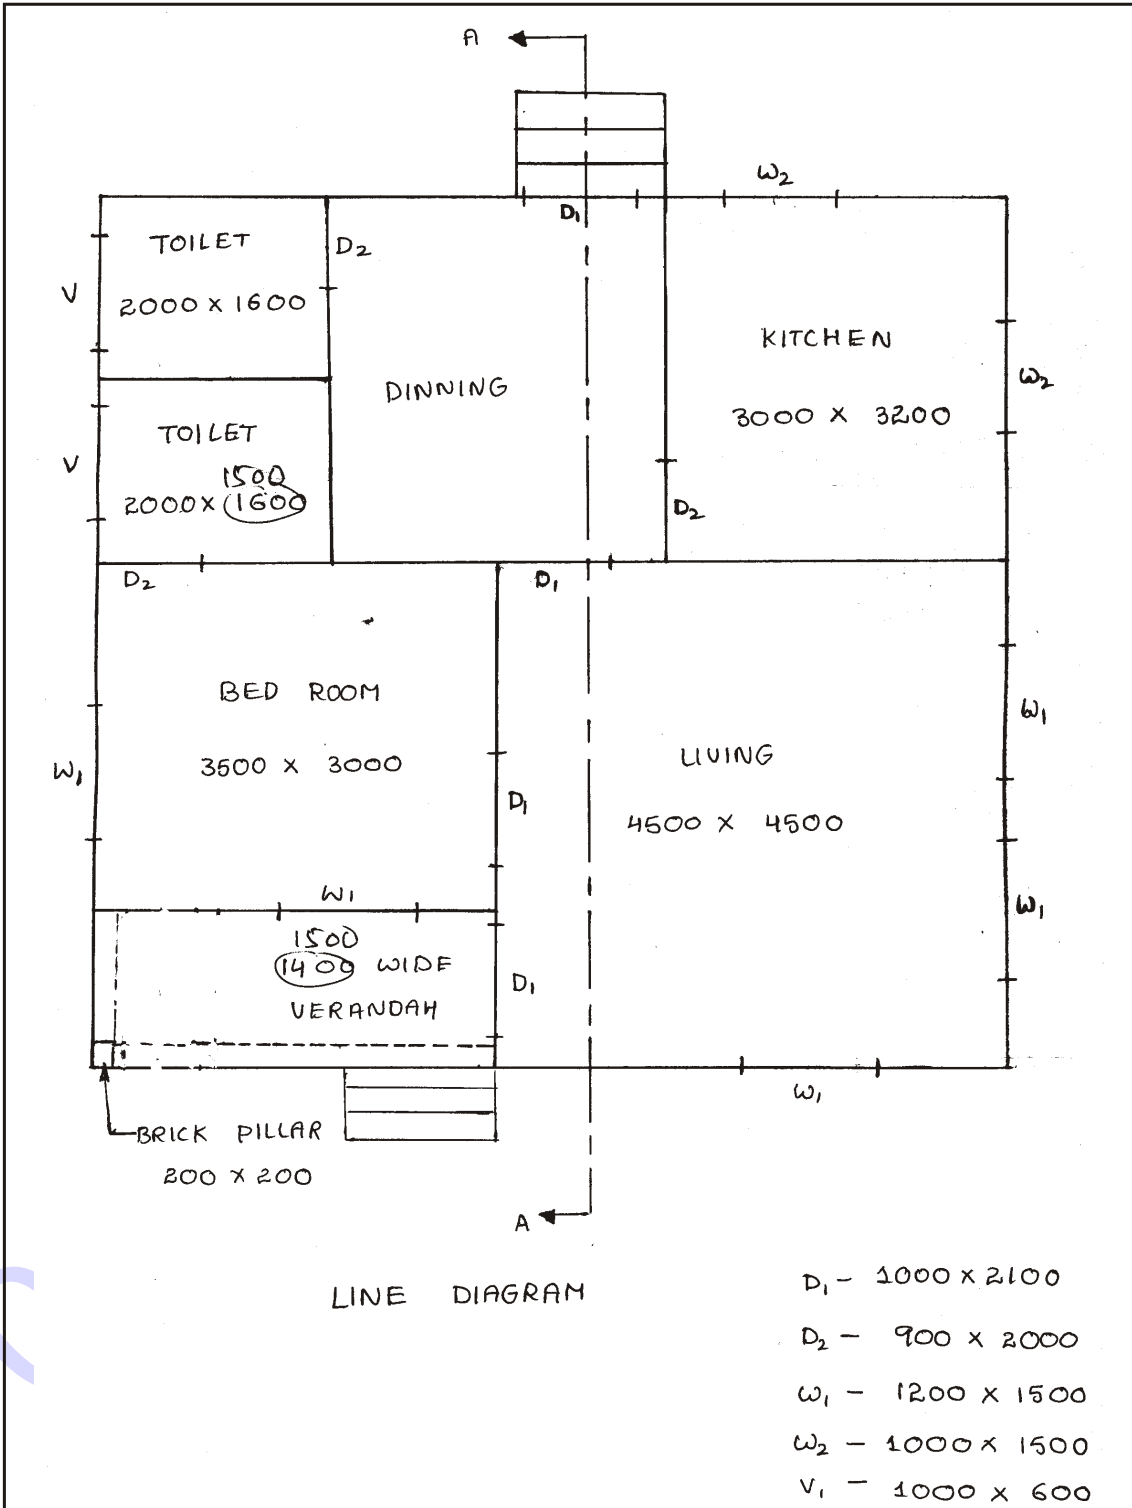 A
W2
D1
TOILET
D2
V
2000 X 1600
KITCHEN
W2
DINNING
3000 X 3200
TOILET
V
1500
2000 X 1600
D2
D2
D1
BED ROOM
W1
3500 X 3000
LIVING
W1
D1
4500 X 4500
W1
W1
1500
1400 WIDE
D1
VERANDAH
W1
BRICK PILLAR
200 X 200
A
LINE DIAGRAM
D1 - 1000 X 2100
D2 - 900 X 2000
W1 - 1200 X 1500
W2 - 1000 X 1500
V1 - 1000 X 600